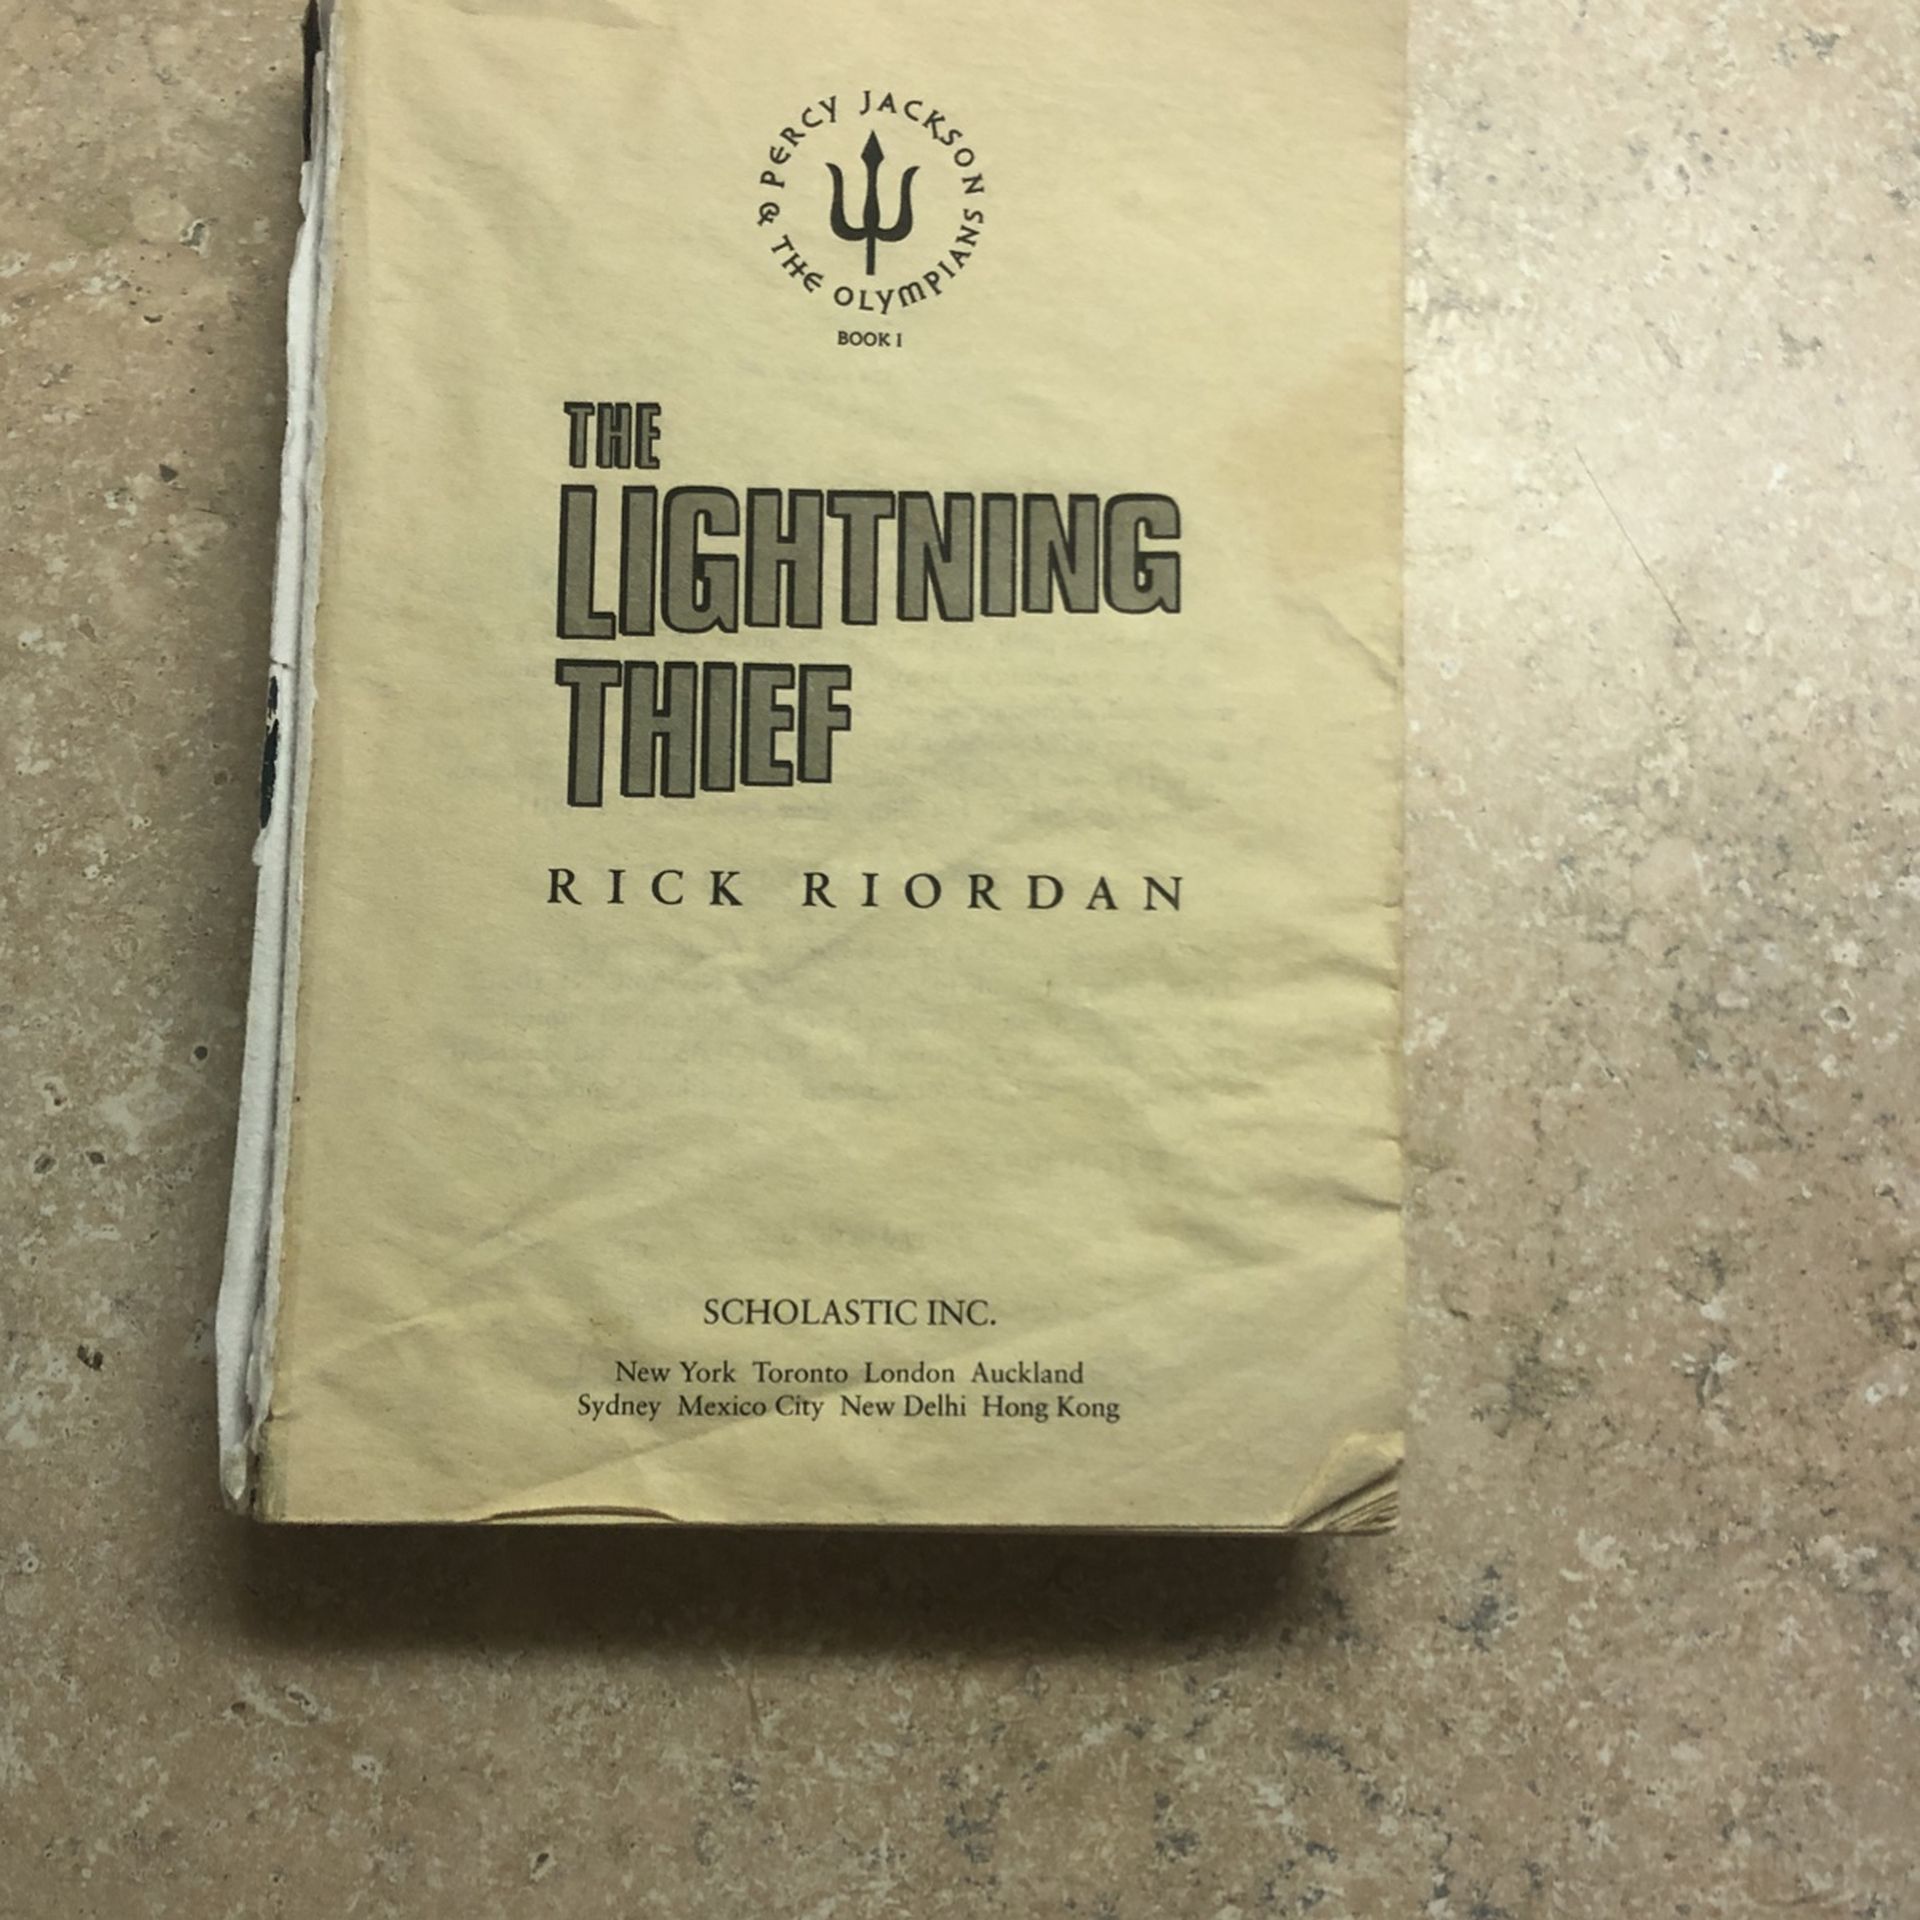 PERCY JACKSON
& THE OLYMPIANS
BOOK I
THE
LIGHTNING
THIEF
RICK RIORDAN
SCHOLASTIC INC.
New York Toronto London Auckland
Sydney Mexico City New Delhi Hong Kong